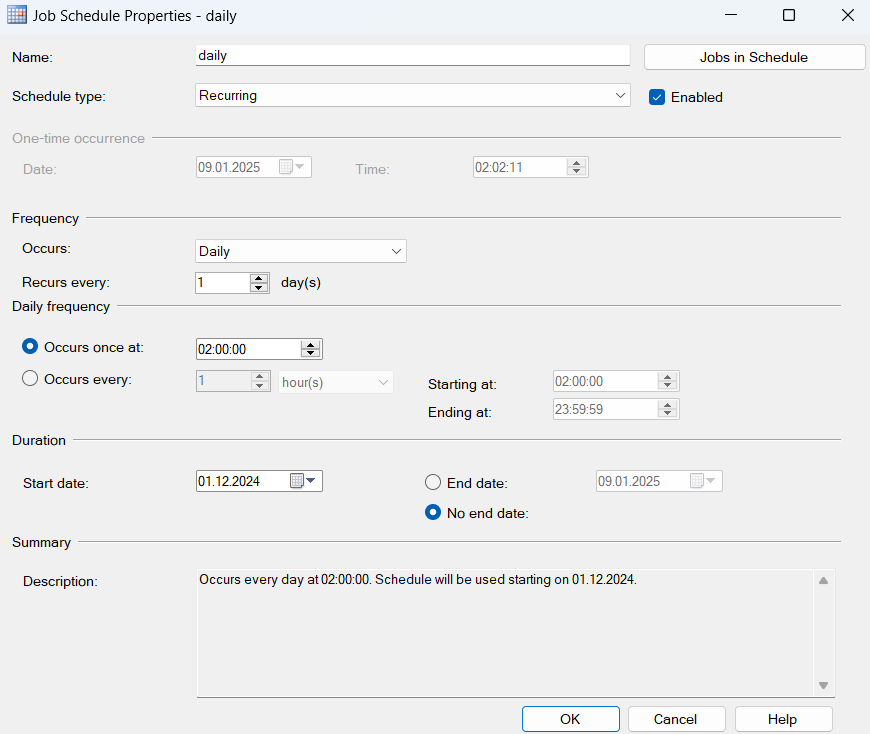 Job Schedule Properties - daily
Name: daily Jobs in Schedule
Schedule type: Recurring Enabled
One-time occurrence
Date: 09.01.2025 Time: 02:02:11
Frequency
Occurs: Daily
Recurs every: 1 day(s)
Daily frequency
Occurs once at: 02:00:00
Occurs every: 1 hour(s) Starting at: 02:00:00
Ending at: 23:59:59
Duration
Start date: 01.12.2024 End date: 09.01.2025
No end date:
Summary
Description: Occurs every day at 02:00:00. Schedule will be used starting on 01.12.2024.
OK Cancel Help